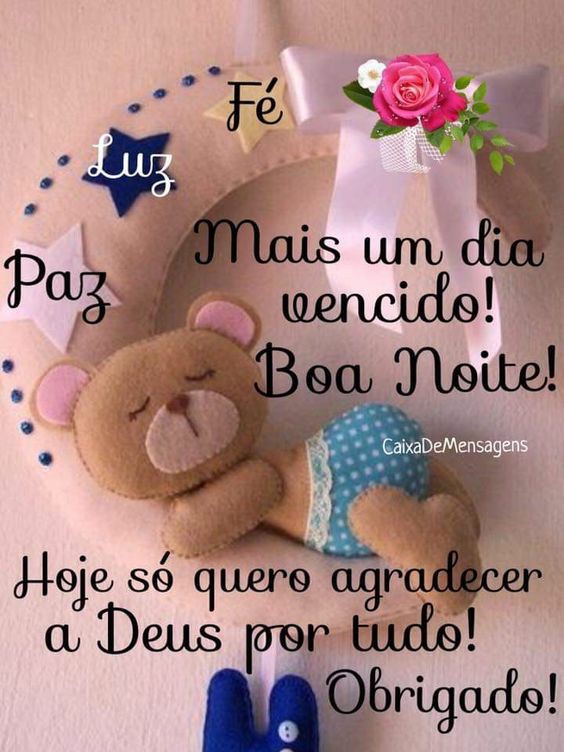 Fé
Luz
Paz
Mais um dia
vencido!
Boa Noite!
CaixaDeMensagens
Hoje só quero agradecer
a Deus por tudo!
Obrigado!